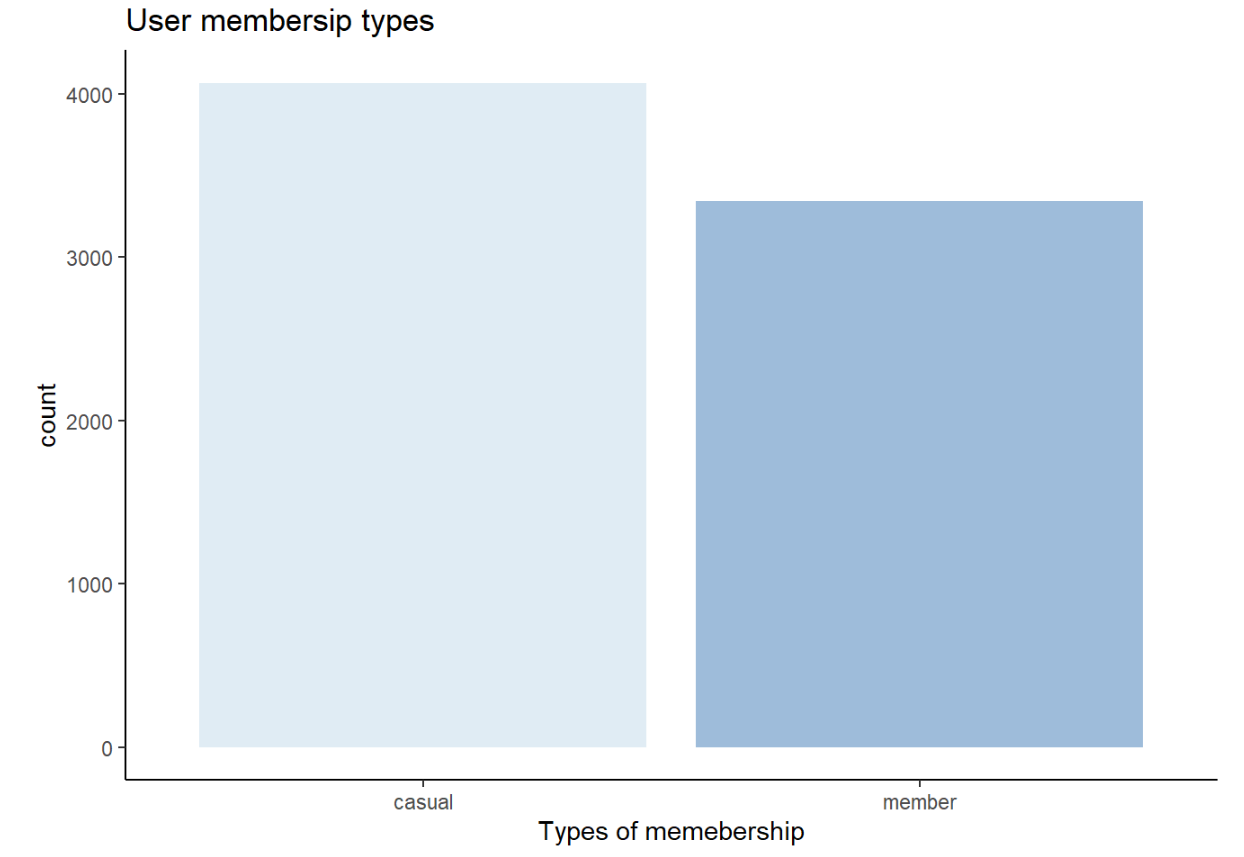 User membersip types
4000
3000
2000
1000
0
count
casual member
Types of memebership